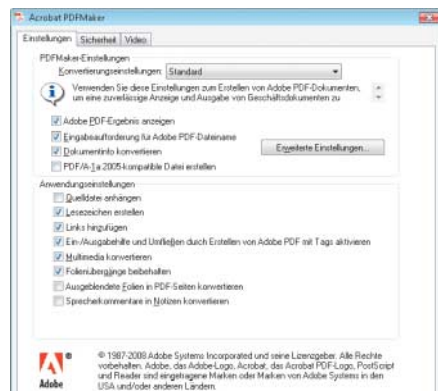 Acrobat PDFMaker
Einstellungen Sicherheit Video
PDFMaker-Einstellungen
Konvertierungseinstellungen: Standard
Verwenden Sie diese Einstellungen zum Erstellen von Adobe PDF-Dokumenten,
um eine zuverlässige Anzeige und Ausgabe von Geschäftsdokumenten zu
Adobe PDF-Ergebnis anzeigen
Eingabeaufforderung für Adobe PDF-Dateiname
Dokumentinfo konvertieren
Erweiterte Einstellungen...
PDF/A-1a:2005-kompatible Datei erstellen
Anwendungseinstellungen
Quelldatei anhängen
Lesezeichen erstellen
Links hinzufügen
Ein-/Ausgabehilfe und Umfließen durch Erstellen von Adobe PDF mit Tags aktivieren
Multimedia konvertieren
Folienübergänge beibehalten
Ausgeblendete Folien in PDF-Seiten konvertieren
Sprecherkommentare in Notizen konvertieren
Adobe
© 1987-2008 Adobe Systems Incorporated und seine Lizenzgeber. Alle Rechte
vorbehalten. Adobe, das Adobe-Logo, Acrobat, das Acrobat PDF-Logo, PostScript
und Reader sind eingetragene Marken oder Marken von Adobe Systems in den
USA und/oder anderen Ländern.